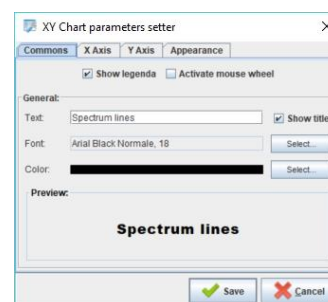 XY Chart parameters setter
Commons X Axis Y Axis Appearance
Show legenda Activate mouse wheel
General:
Text: Spectrum lines Show title
Font: Arial Black Normale, 18 Select...
Color: Select...
Preview:
Spectrum lines
Save Cancel